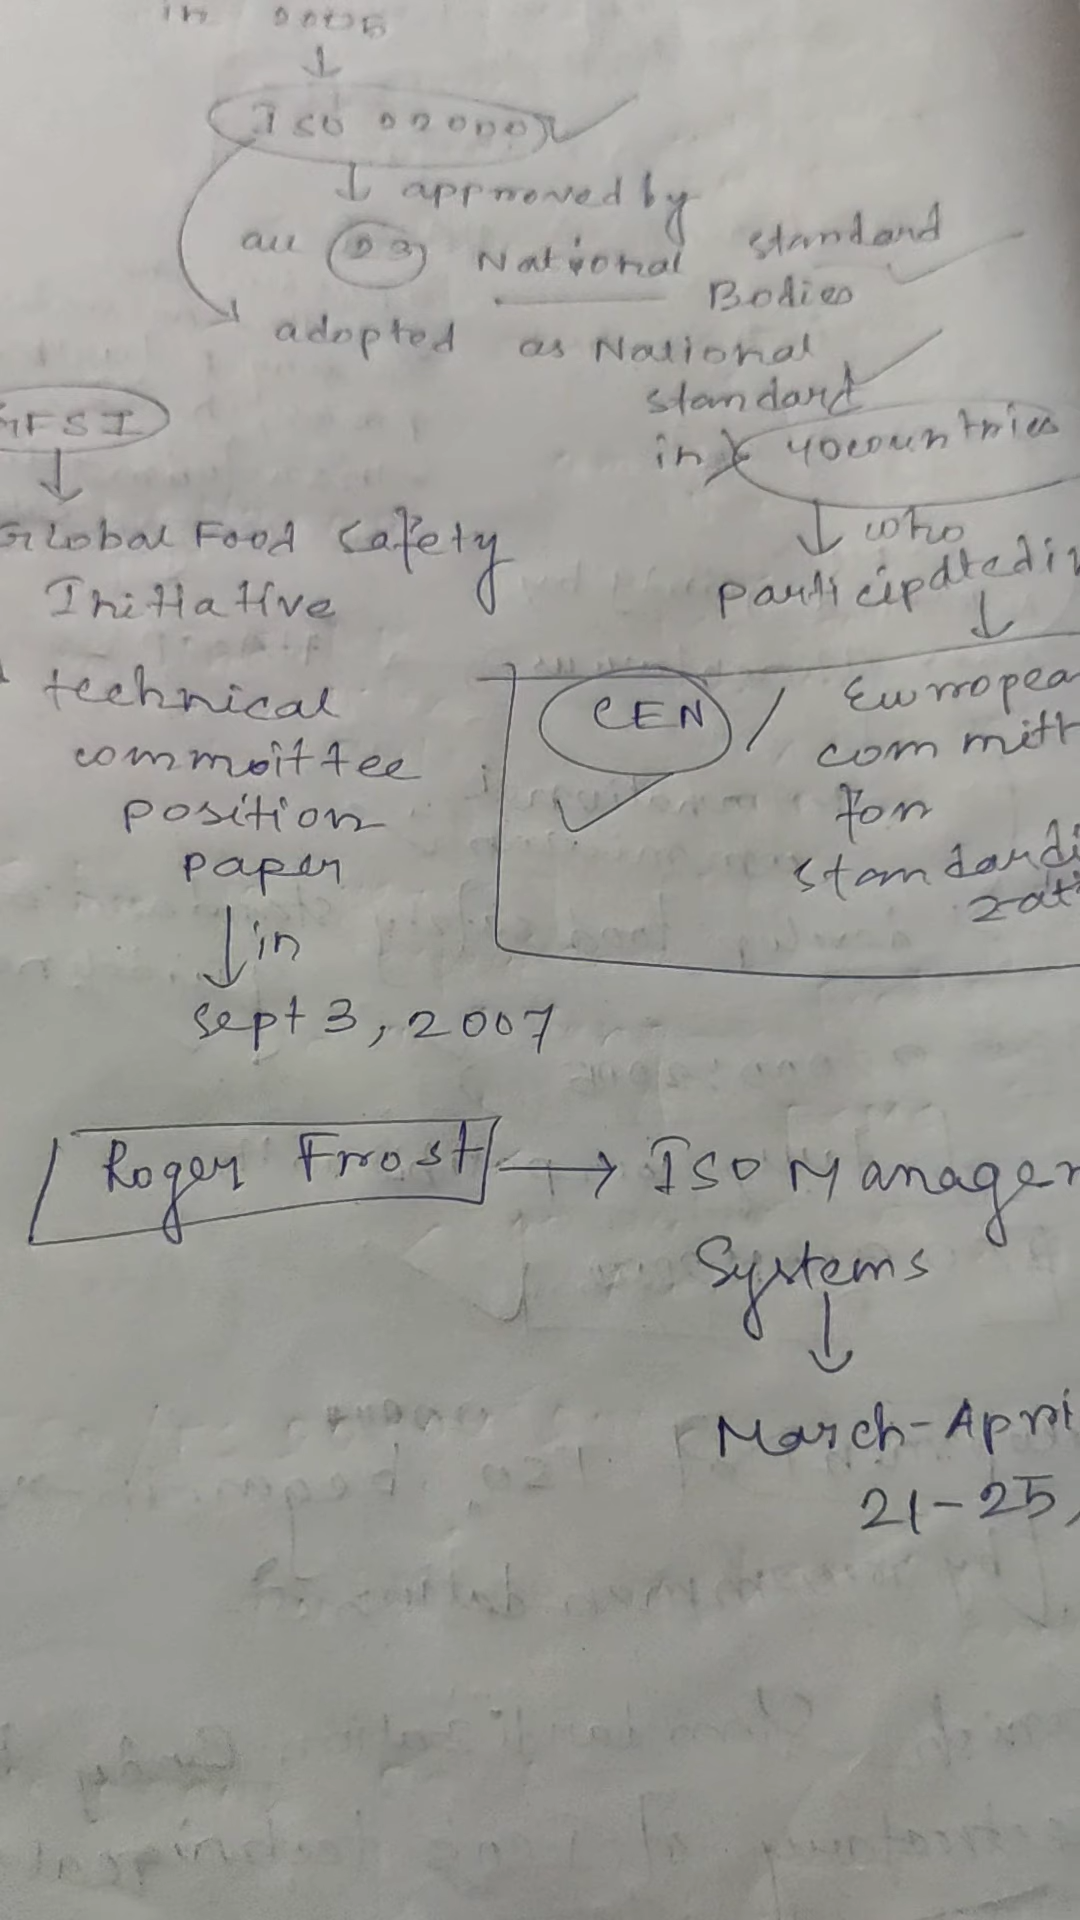 in 2005
ISO 22000
approved by
all 23 National standard
Bodies
adopted as National
standard
in 40 countries
who
participated in
GFSI
Global Food Safety
Initiative
technical
committee
position
paper
in
Sept 3, 2007
CEN / European
committ
for
standardi
zati
Roger Frost → ISO Managem
Systems
March-Apri
21-25,